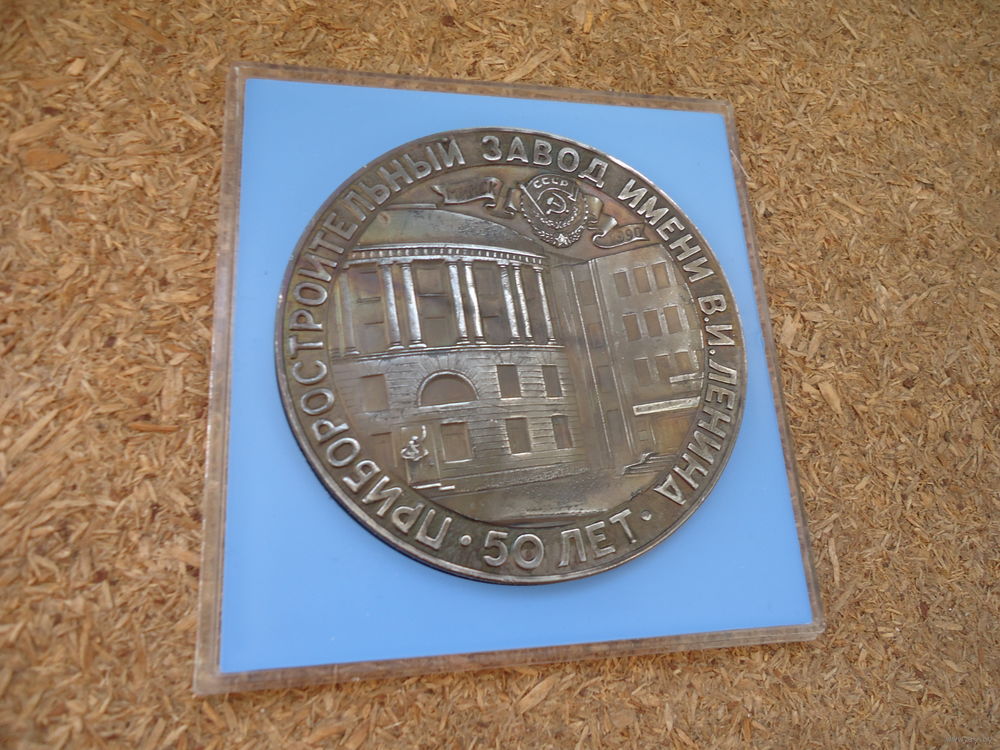 ПРИБОРОСТРОИТЕЛЬНЫЙ ЗАВОД ИМЕНИ В.И.ЛЕНИНА
• 50 ЛЕТ •
СССР